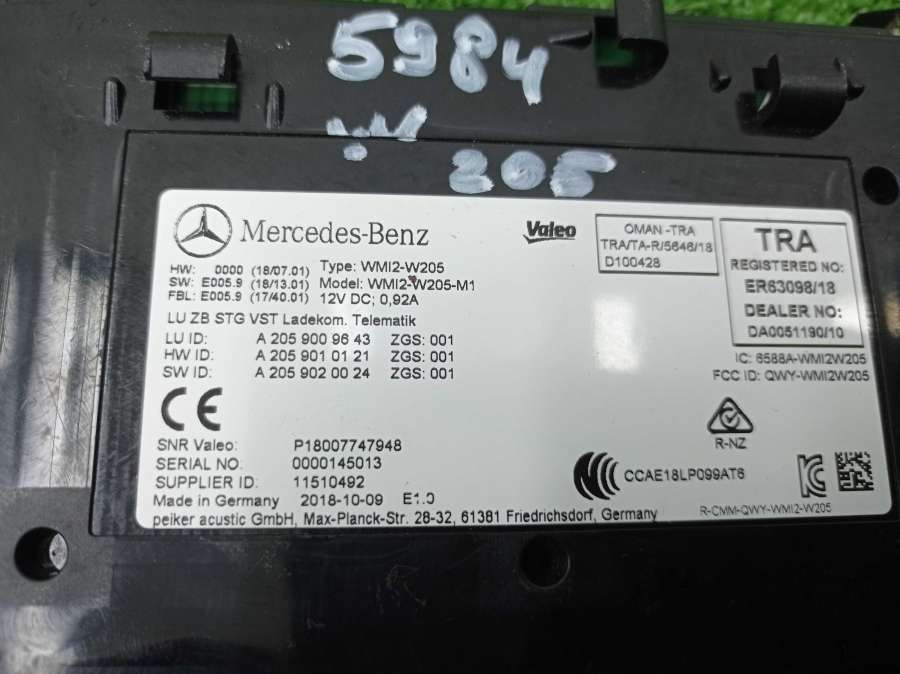 5984
W
205
Mercedes-Benz
Valeo
OMAN -TRA
TRA/TA-R/5646/18
D100428
TRA
REGISTERED NO:
ER63098/18
DEALER NO:
DA0051190/10
HW: 0000 (18/07.01) Type: WMI2-W205
SW: E005.9 (18/13.01) Model: WMI2-W205-M1
FBL: E005.9 (17/40.01) 12V DC; 0,92A
LU ZB STG VST Ladekom. Telematik
LU ID: A 205 900 96 43 ZGS: 001
HW ID: A 205 901 01 21 ZGS: 001
SW ID: A 205 902 00 24 ZGS: 001
IC: 6588A-WMI2W205
FCC ID: QWY-WMI2W205
CE
R-NZ
SNR Valeo: P18007747948
SERIAL NO: 0000145013
SUPPLIER ID: 11510492
Made in Germany 2018-10-09 E1.0
peiker acustic GmbH, Max-Planck-Str. 28-32, 61381 Friedrichsdorf, Germany
CCAE18LP099AT6
R-CMM-QWY-WMI2-W205